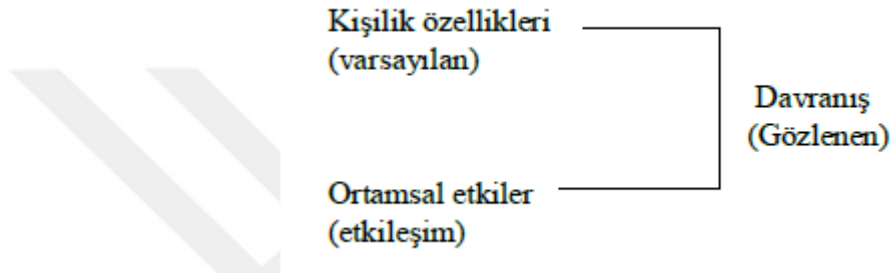 Kişilik özellikleri
(varsayılan)
Davranış
(Gözlenen)
Ortamsal etkiler
(etkileşim)